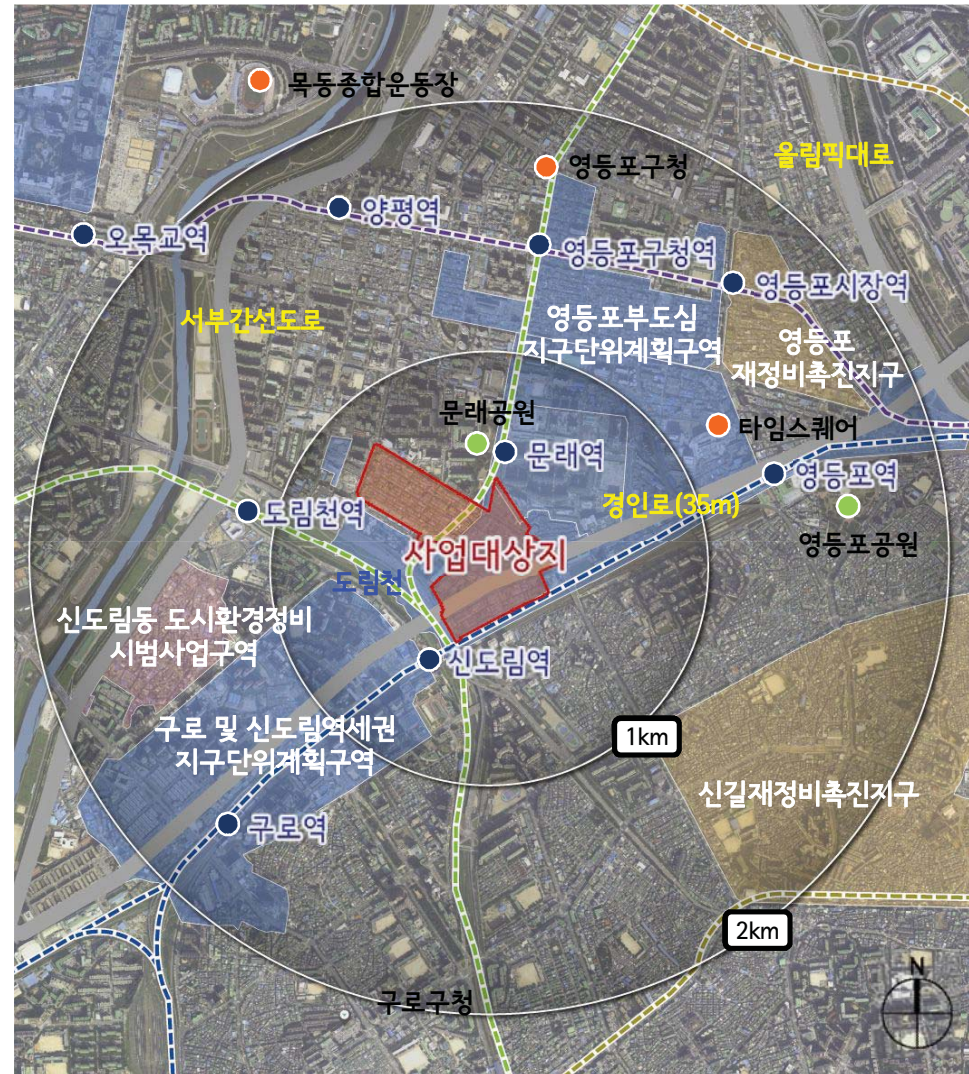 목동종합운동장
올림픽대로
영등포구청
양평역
오목교역
영등포구청역
영등포시장역
서부간선도로
영등포부도심
지구단위계획구역
영등포
재정비촉진지구
문래공원
타임스퀘어
문래역
영등포역
경인로(35m)
도림천역
영등포공원
사업대상지
도림천
신도림동 도시환경정비
시범사업구역
신도림역
구로 및 신도림역세권
지구단위계획구역
1km
신길재정비촉진지구
구로역
2km
N
구로구청